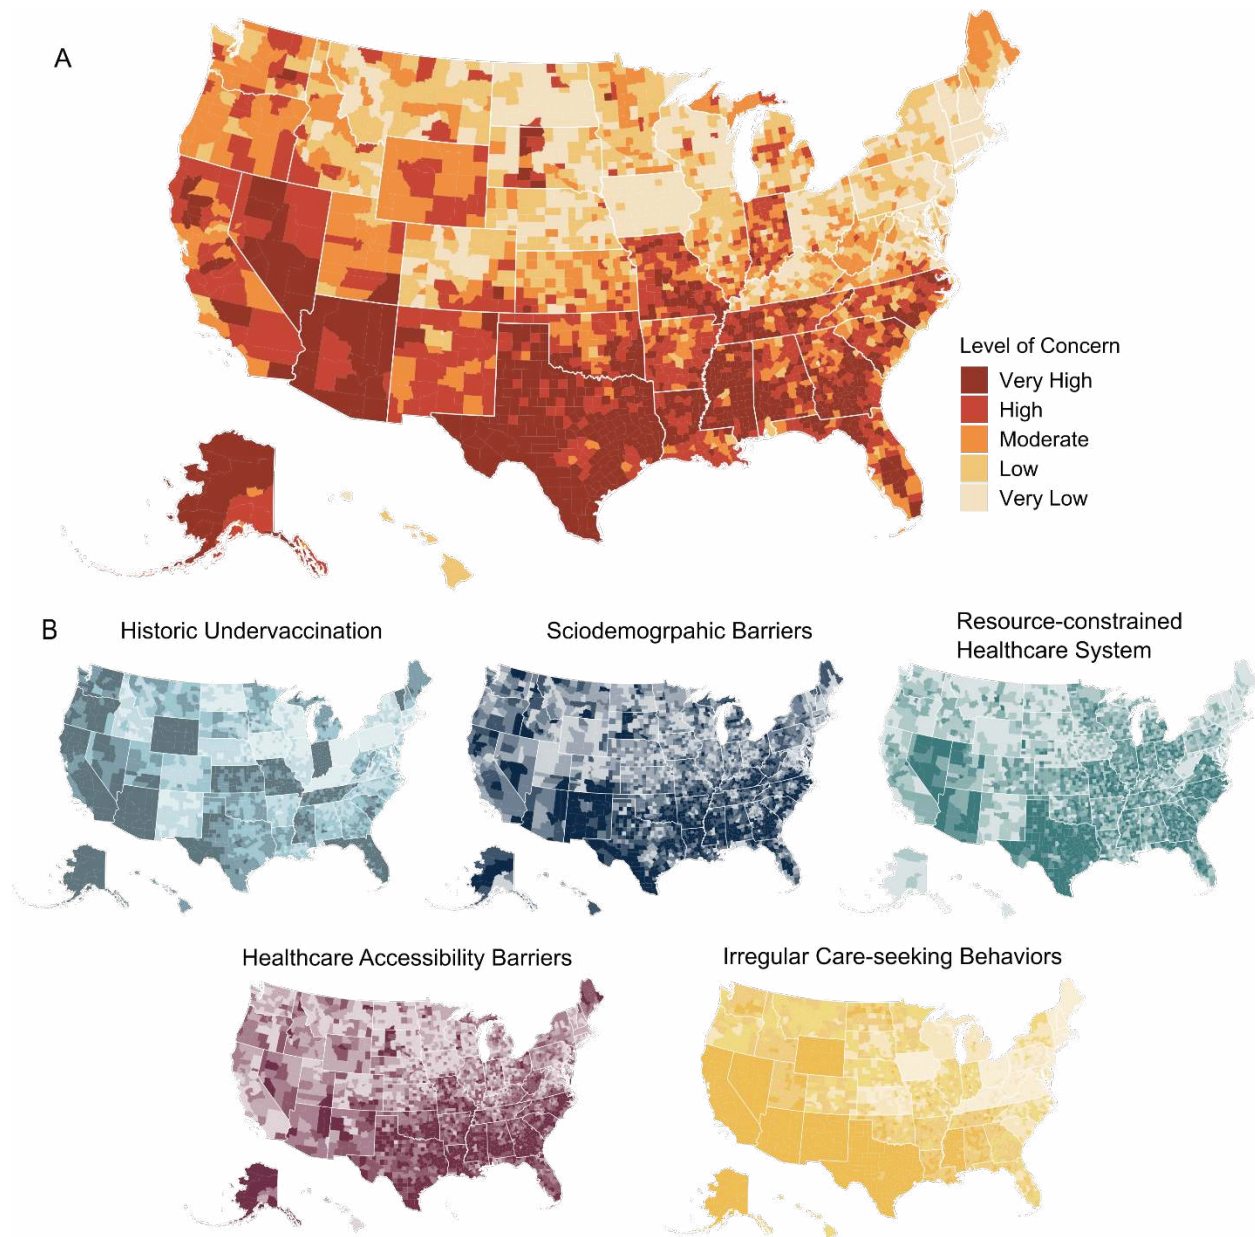 A
Level of Concern
Very High
High
Moderate
Low
Very Low
B
Historic Undervaccination
Sciodemogrpahic Barriers
Resource-constrained
Healthcare System
Healthcare Accessibility Barriers
Irregular Care-seeking Behaviors